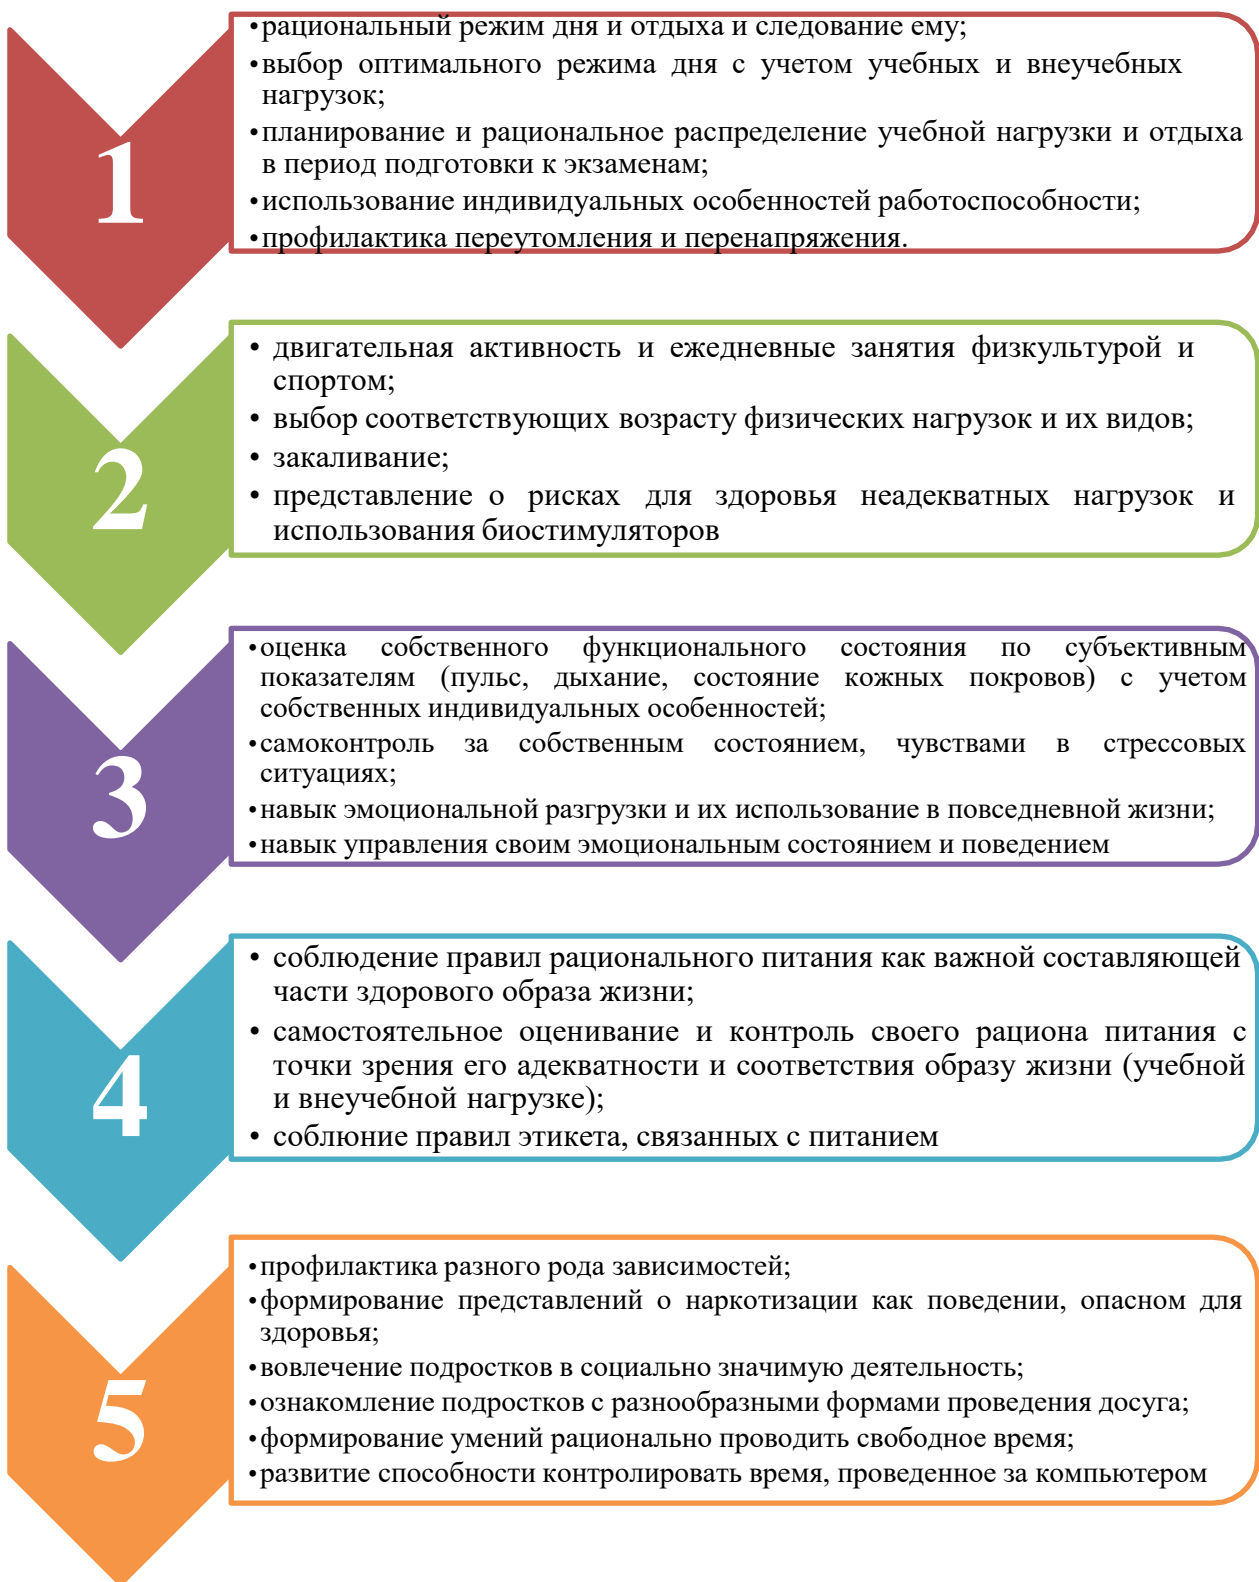 1
•рациональный режим дня и отдыха и следование ему;
•выбор оптимального режима дня с учетом учебных и внеучебных
нагрузок;
•планирование и рациональное распределение учебной нагрузки и отдыха
в период подготовки к экзаменам;
•использование индивидуальных особенностей работоспособности;
•профилактика переутомления и перенапряжения.
2
• двигательная активность и ежедневные занятия физкультурой и
спортом;
• выбор соответствующих возрасту физических нагрузок и их видов;
• закаливание;
• представление о рисках для здоровья неадекватных нагрузок и
использования биостимуляторов
3
•оценка собственного функционального состояния по субъективным
показателям (пульс, дыхание, состояние кожных покровов) с учетом
собственных индивидуальных особенностей;
•самоконтроль за собственным состоянием, чувствами в стрессовых
ситуациях;
•навык эмоциональной разгрузки и их использование в повседневной жизни;
•навык управления своим эмоциональным состоянием и поведением
4
• соблюдение правил рационального питания как важной составляющей
части здорового образа жизни;
• самостоятельное оценивание и контроль своего рациона питания с
точки зрения его адекватности и соответствия образу жизни (учебной
и внеучебной нагрузке);
• соблюние правил этикета, связанных с питанием
5
•профилактика разного рода зависимостей;
•формирование представлений о наркотизации как поведении, опасном для
здоровья;
•вовлечение подростков в социально значимую деятельность;
•ознакомление подростков с разнообразными формами проведения досуга;
•формирование умений рационально проводить свободное время;
•развитие способности контролировать время, проведенное за компьютером